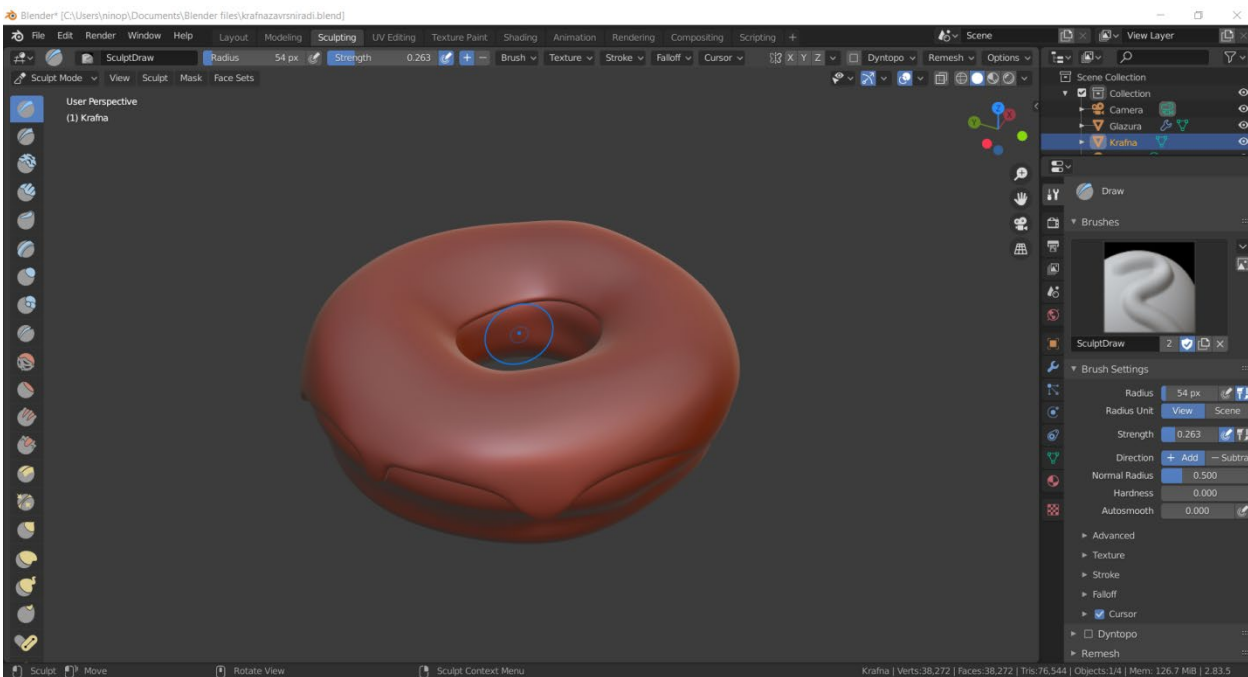 Blender* [C:\Users\ninop\Documents\Blender files\krafnazavrsniradi.blend]
File Edit Render Window Help Layout Modeling Sculpting UV Editing Texture Paint Shading Animation Rendering Compositing Scripting + Scene View Layer
SculptDraw Radius 54 px Strength 0.263 + − Brush Texture Stroke Falloff Cursor X Y Z Dyntopo Remesh Options
Sculpt Mode View Sculpt Mask Face Sets
User Perspective
(1) Krafna
Z
X
Y
Scene Collection
Collection
Camera
Glazura
Krafna
Draw
Brushes
SculptDraw 2
Brush Settings
Radius 54 px
Radius Unit View Scene
Strength 0.263
Direction + Add − Subtra
Normal Radius 0.500
Hardness 0.000
Autosmooth 0.000
Advanced
Texture
Stroke
Falloff
Cursor
Dyntopo
Remesh
Sculpt Move Rotate View Sculpt Context Menu Krafna | Verts:38,272 | Faces:38,272 | Tris:76,544 | Objects:1/4 | Mem: 126.7 MiB | 2.83.5